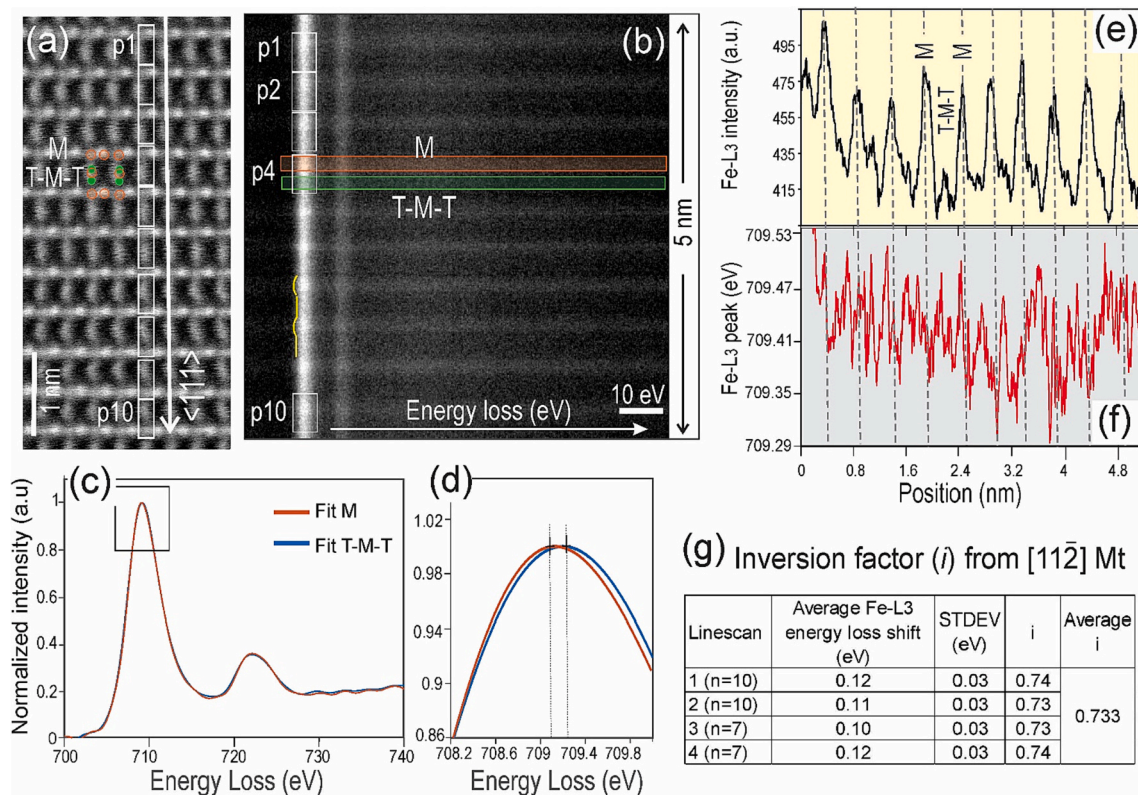 (a)
p1
M
T-M-T
1 nm
p10
<111>
(b)
p1
p2
p4
M
T-M-T
5 nm
p10
Energy loss (eV)
10 eV
(c)
Normalized intensity (a.u)
1
0.8
0.6
0.4
0.2
0
700 710 720 730 740
Energy Loss (eV)
Fit M
Fit T-M-T
(d)
1.02
0.98
0.94
0.9
0.86
708.2 708.6 709 709.4 709.8
Energy Loss (eV)
(e)
Fe-L3 intensity (a.u.)
495
475
455
435
415
M
T-M-T
M
(f)
Fe-L3 peak (eV)
709.53
709.47
709.41
709.35
709.29
0 0.8 1.6 2.4 3.2 4 4.8
Position (nm)
(g) Inversion factor (i) from [112̄] Mt
Linescan Average Fe-L3 energy loss shift (eV) STDEV (eV) i Average i
1 (n=10) 0.12 0.03 0.74
2 (n=10) 0.11 0.03 0.73
3 (n=7) 0.10 0.03 0.73
4 (n=7) 0.12 0.03 0.74
0.733